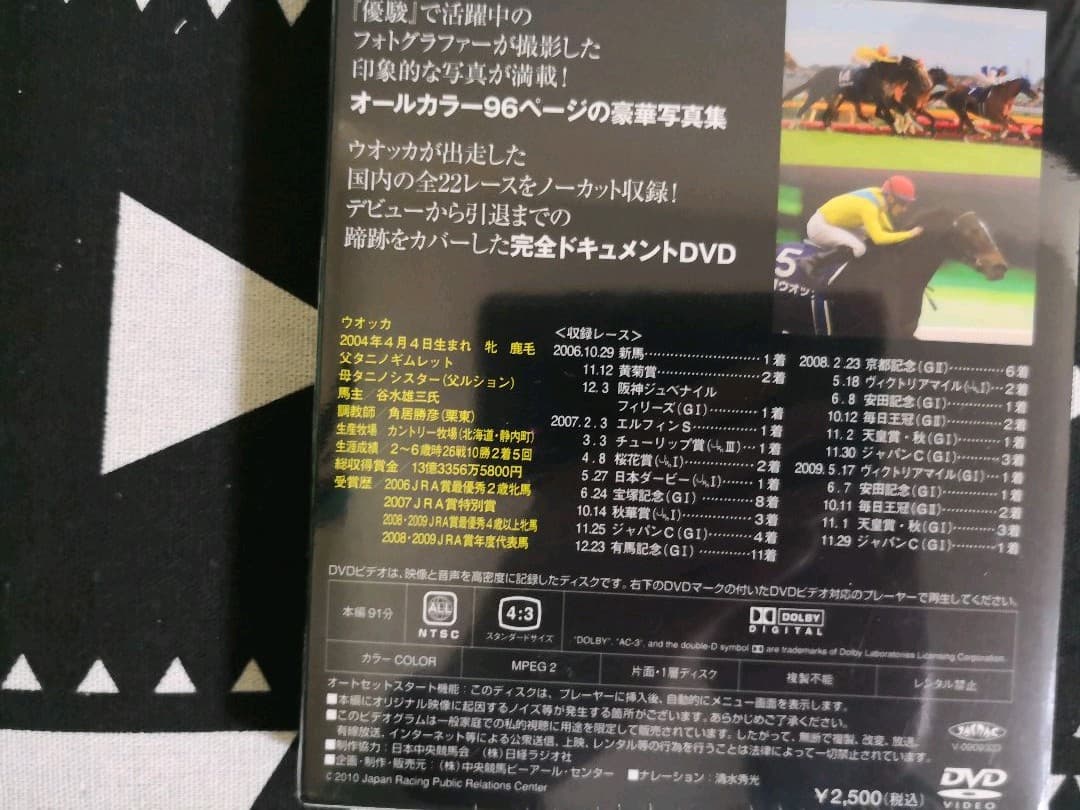 『優駿』で活躍中の
フォトグラファーが撮影した
印象的な写真が満載！
オールカラー96ページの豪華写真集
ウオッカが出走した
国内の全22レースをノーカット収録！
デビューから引退までの
蹄跡をカバーした完全ドキュメントDVD
5
ウオッカ
2004年4月4日生まれ 牝 鹿毛
父タニノギムレット
母タニノシスター（父ルション）
馬主／谷水雄三氏
調教師／角居勝彦（栗東）
生産牧場 カントリー牧場（北海道・静内町）
生涯成績 2〜6歳時26戦10勝2着5回
総収得賞金／13億3356万5800円
受賞歴／2006JRA賞最優秀2歳牝馬
2007JRA賞特別賞
2008・2009JRA賞最優秀4歳以上牝馬
2008・2009JRA賞年度代表馬
＜収録レース＞
2006.10.29 新馬…………………………1着
11.12 黄菊賞………………………2着
12.3 阪神ジュベナイル
フィリーズ（GⅠ）…………1着
2007.2.3 エルフィンS…………………1着
3.3 チューリップ賞（JpnⅢ）…1着
4.8 桜花賞（JpnⅠ）……………2着
5.27 日本ダービー（JpnⅠ）……1着
6.24 宝塚記念（GⅠ）……………8着
10.14 秋華賞（JpnⅠ）……………3着
11.25 ジャパンC（GⅠ）…………4着
12.23 有馬記念（GⅠ）…………11着
2008.2.23 京都記念（GⅡ）…………6着
5.18 ヴィクトリアマイル（JpnⅠ）…2着
6.8 安田記念（GⅠ）…………1着
10.12 毎日王冠（GⅡ）…………2着
11.2 天皇賞・秋（GⅠ）………1着
11.30 ジャパンC（GⅠ）………3着
2009.5.17 ヴィクトリアマイル（GⅠ）…1着
6.7 安田記念（GⅠ）…………1着
10.11 毎日王冠（GⅡ）…………2着
11.1 天皇賞・秋（GⅠ）………3着
11.29 ジャパンC（GⅠ）………1着
DVDビデオは、映像と音声を高密度に記録したディスクです。右下のDVDマークの付いたDVDビデオ対応のプレーヤーで再生してください。
本編91分
ALL
NTSC
4:3
スタンダードサイズ
DOLBY
DIGITAL
"DOLBY", "AC-3", and the double-D symbol are trademarks of Dolby Laboratories Licensing Corporation
カラー COLOR
MPEG 2
片面・1層ディスク
複製不能
レンタル禁止
オートセットスタート機能：このディスクは、プレーヤーに挿入後、自動的にメニュー画面を表示します。
■本編にオリジナル映像に起因するノイズ等が発生する箇所がございます。あらかじめご了承ください。
■このビデオグラムは一般家庭での私的視聴に用途を限定して販売されています。したがって、無断で複製、改変、放送、
有線放送、インターネット等による公衆送信、上映、レンタル等の行為を行うことは法律によって一切禁止されています。
■制作協力：日本中央競馬会／（株）日経ラジオ社
■企画・制作・販売元：（株）中央競馬ピーアール・センター ■ナレーション：清水秀光
© 2010 Japan Racing Public Relations Center
¥2,500（税込）
DVD
VIDEO